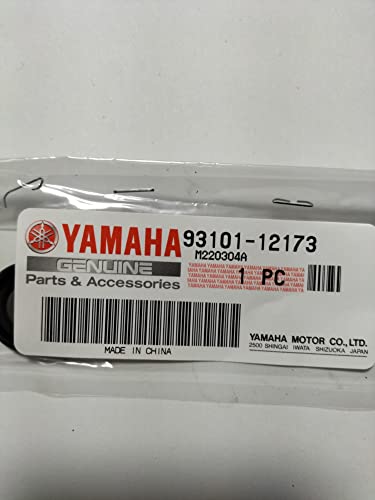 YAMAHA 93101-12173
GENUINE M220304A
Parts & Accessories 1 PC
MADE IN CHINA
YAMAHA MOTOR CO., LTD.
2500 SHINGAI IWATA SHIZUOKA JAPAN